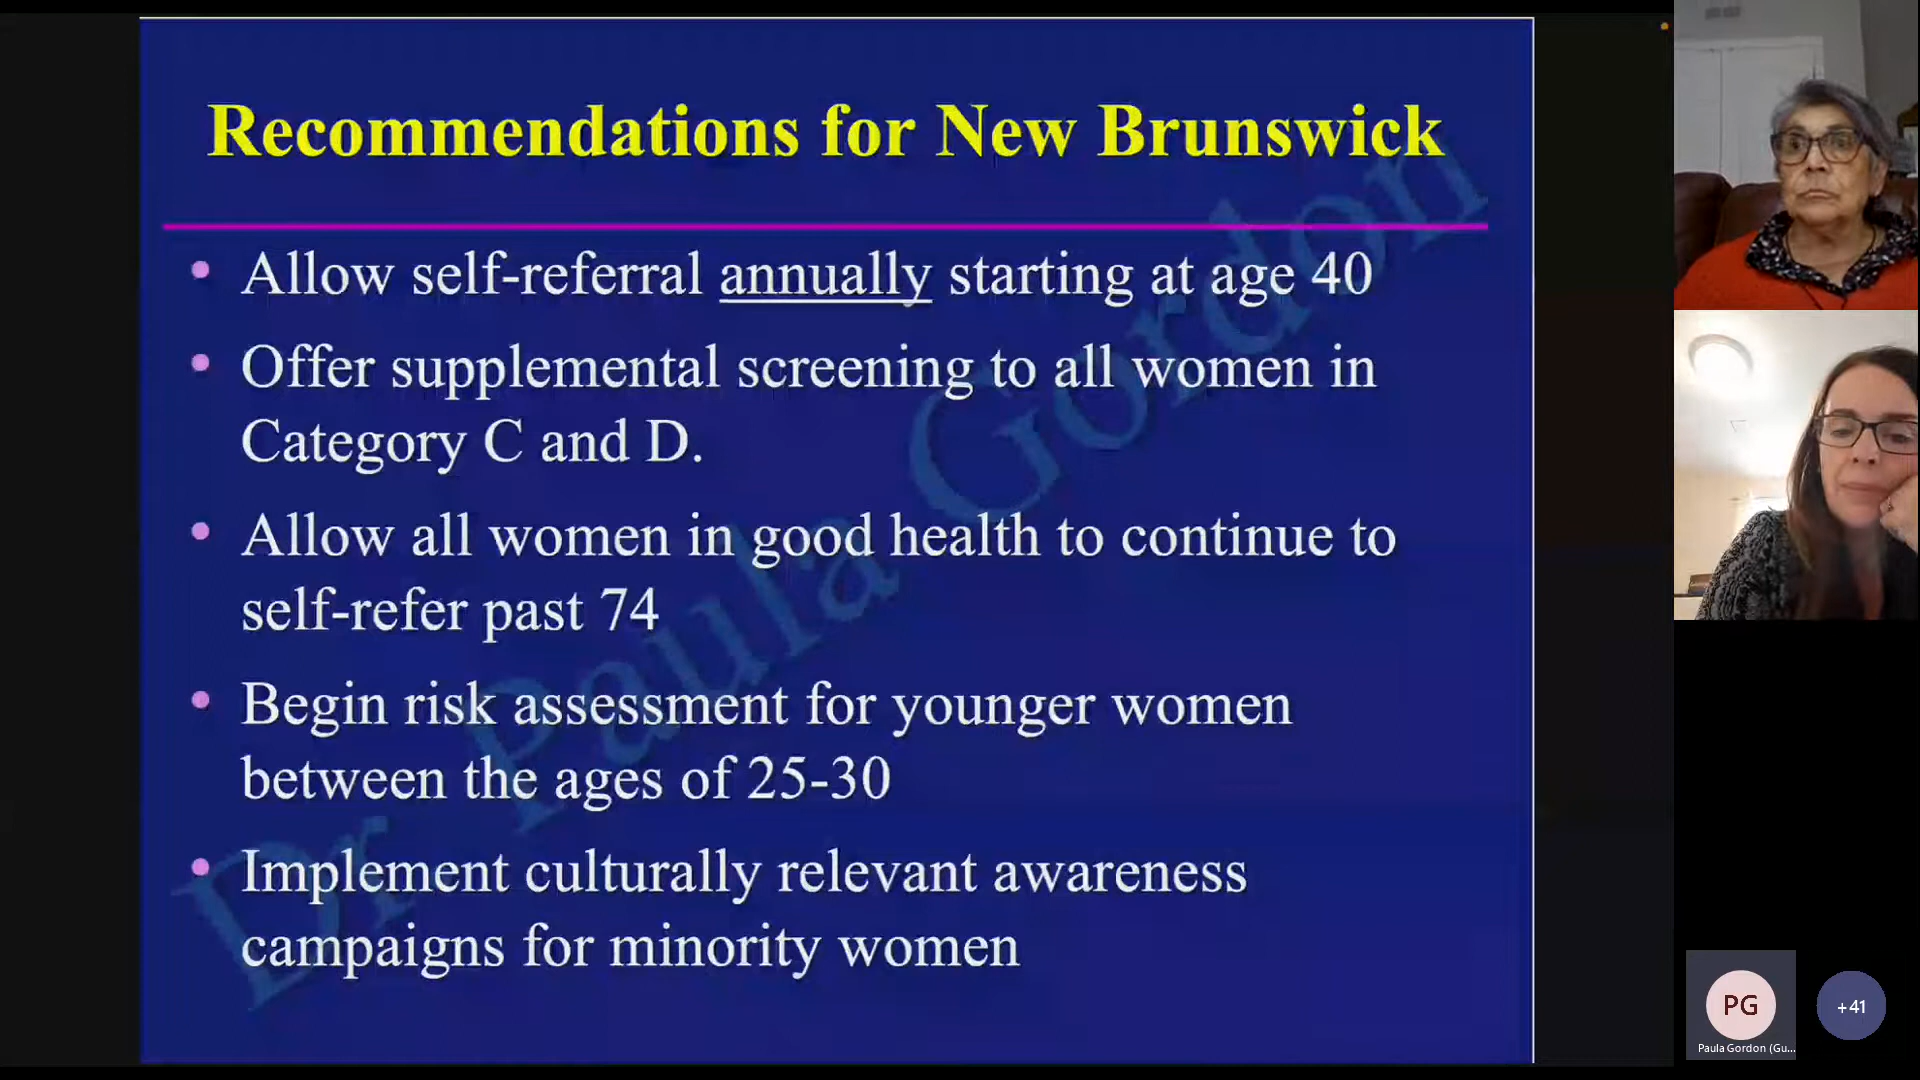 Recommendations for New Brunswick
Allow self-referral annually starting at age 40
Offer supplemental screening to all women in
Category C and D.
Allow all women in good health to continue to
self-refer past 74
Begin risk assessment for younger women
between the ages of 25-30
Implement culturally relevant awareness
campaigns for minority women
Dr. Paula Gordon
PG
Paula Gordon (Gu...
+41